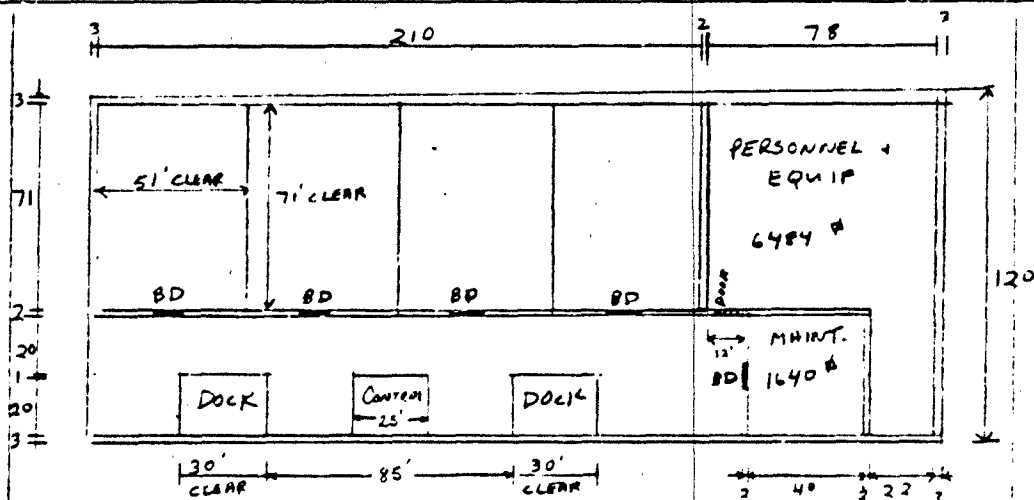 3 210 2 78 3
3
71
2
20
1
20
3
51' CLEAR
71' CLEAR
PERSONNEL +
EQUIP
6484 ⌀
120
BD BD BD BD
DOOR
12'
MAINT.
BD 1640 ⌀
DOCK
CONTROL
25'
DOCK
30'
CLEAR
85'
30'
CLEAR
2 40 2 22 2